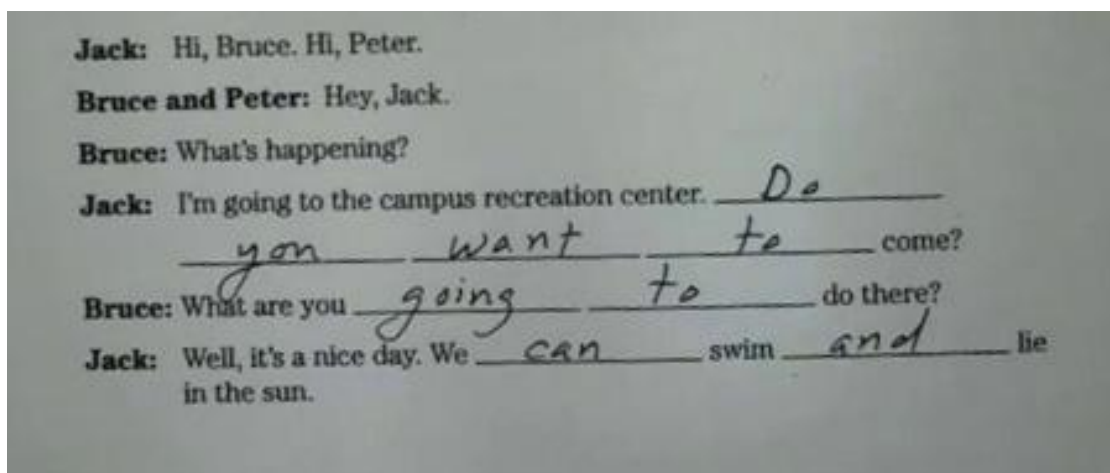 Jack: Hi, Bruce. Hi, Peter.
Bruce and Peter: Hey, Jack.
Bruce: What's happening?
Jack: I'm going to the campus recreation center. Do
you want to come?
Bruce: What are you going to do there?
Jack: Well, it's a nice day. We can swim and lie
in the sun.